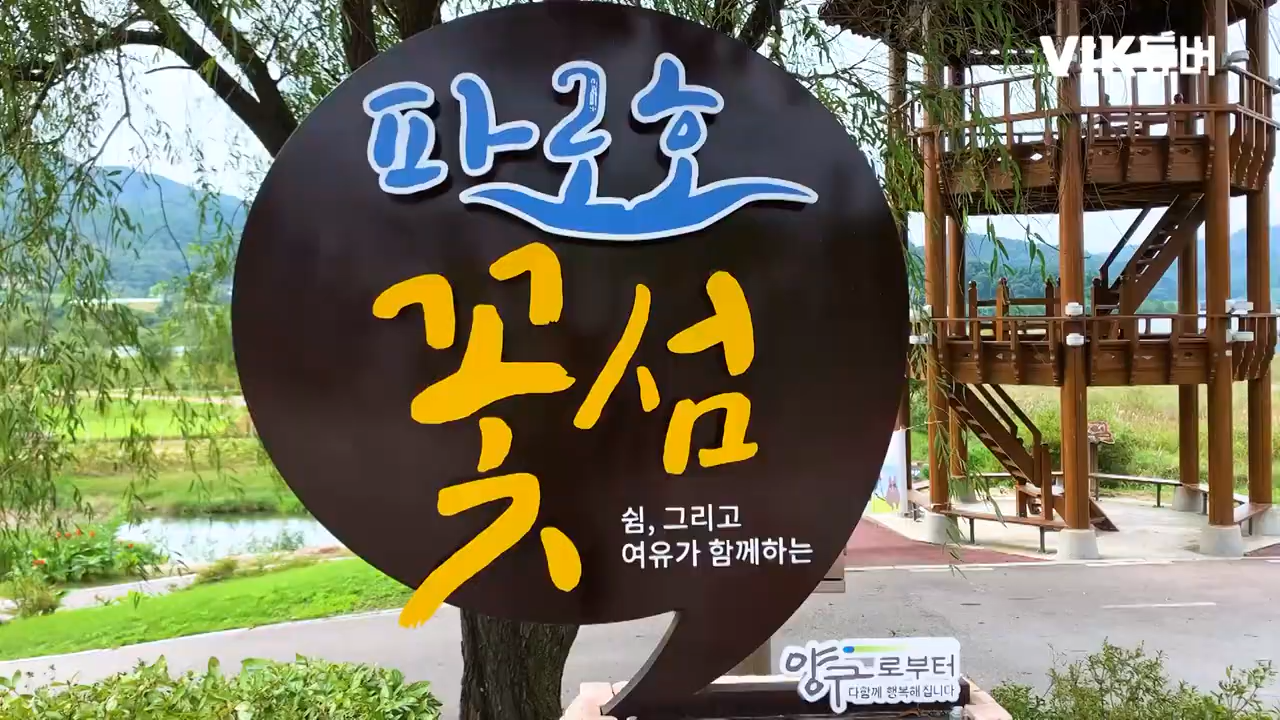 VIK튜버
파로호
꽃섬
쉼, 그리고
여유가 함께하는
양구로부터
다함께 행복해집니다